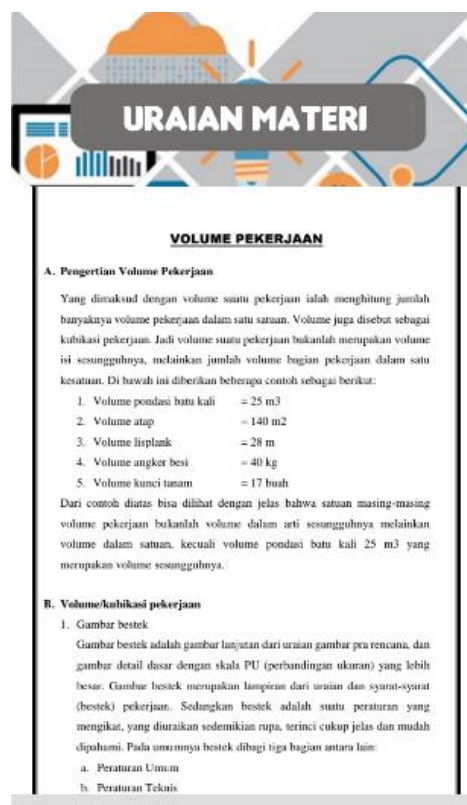 URAIAN MATERI
VOLUME PEKERJAAN
A. Pengertian Volume Pekerjaan
Yang dimaksud dengan volume suatu pekerjaan ialah menghitung jumlah
banyaknya volume pekerjaan dalam satu satuan. Volume juga disebut sebagai
kubikasi pekerjaan. Jadi volume suatu pekerjaan bukanlah merupakan volume
isi sesungguhnya, melainkan jumlah volume bagian pekerjaan dalam satu
kesatuan. Di bawah ini diberikan beberapa contoh sebagai berikut:
1. Volume pondasi batu kali = 25 m3
2. Volume atap = 140 m2
3. Volume lisplank = 28 m
4. Volume angker besi = 40 kg
5. Volume kunci tanam = 17 buah
Dari contoh diatas bisa dilihat dengan jelas bahwa satuan masing-masing
volume pekerjaan bukanlah volume dalam arti sesungguhnya melainkan
volume dalam satuan, kecuali volume pondasi batu kali 25 m3 yang
merupakan volume sesungguhnya.
B. Volume/kubikasi pekerjaan
1. Gambar bestek
Gambar bestek adalah gambar lanjutan dari uraian gambar pra rencana, dan
gambar detail dasar dengan skala PU (perbandingan ukuran) yang lebih
besar. Gambar bestek merupakan lampiran dari uraian dan syarat-syarat
(bestek) pekerjaan. Sedangkan bestek adalah suatu peraturan yang
mengikat, yang diuraikan sedemikian rupa, terinci cukup jelas dan mudah
dipahami. Pada umumnya bestek dibagi tiga bagian antara lain:
a. Peraturan Umum
b. Peraturan Teknis